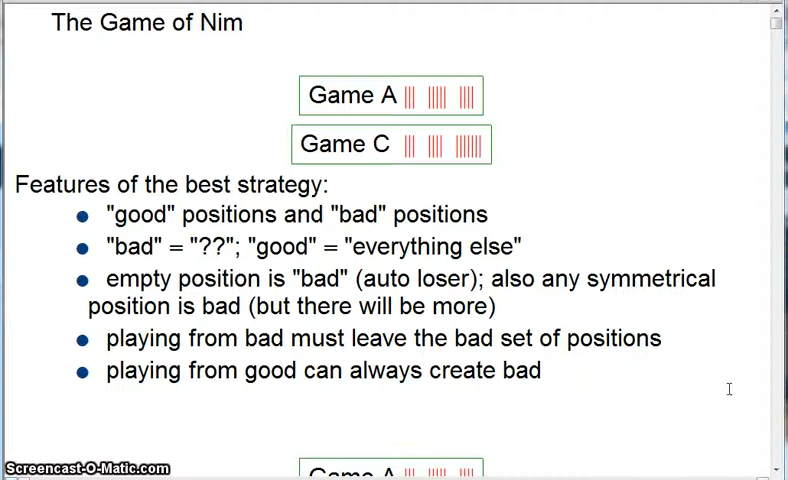 The Game of Nim
Game A ||| ||||| ||||
Game C ||| |||| |||||||
Features of the best strategy:
"good" positions and "bad" positions
"bad" = "??"; "good" = "everything else"
empty position is "bad" (auto loser); also any symmetrical
position is bad (but there will be more)
playing from bad must leave the bad set of positions
playing from good can always create bad
Screencast-O-Matic.com
Game A ||| ||||| ||||